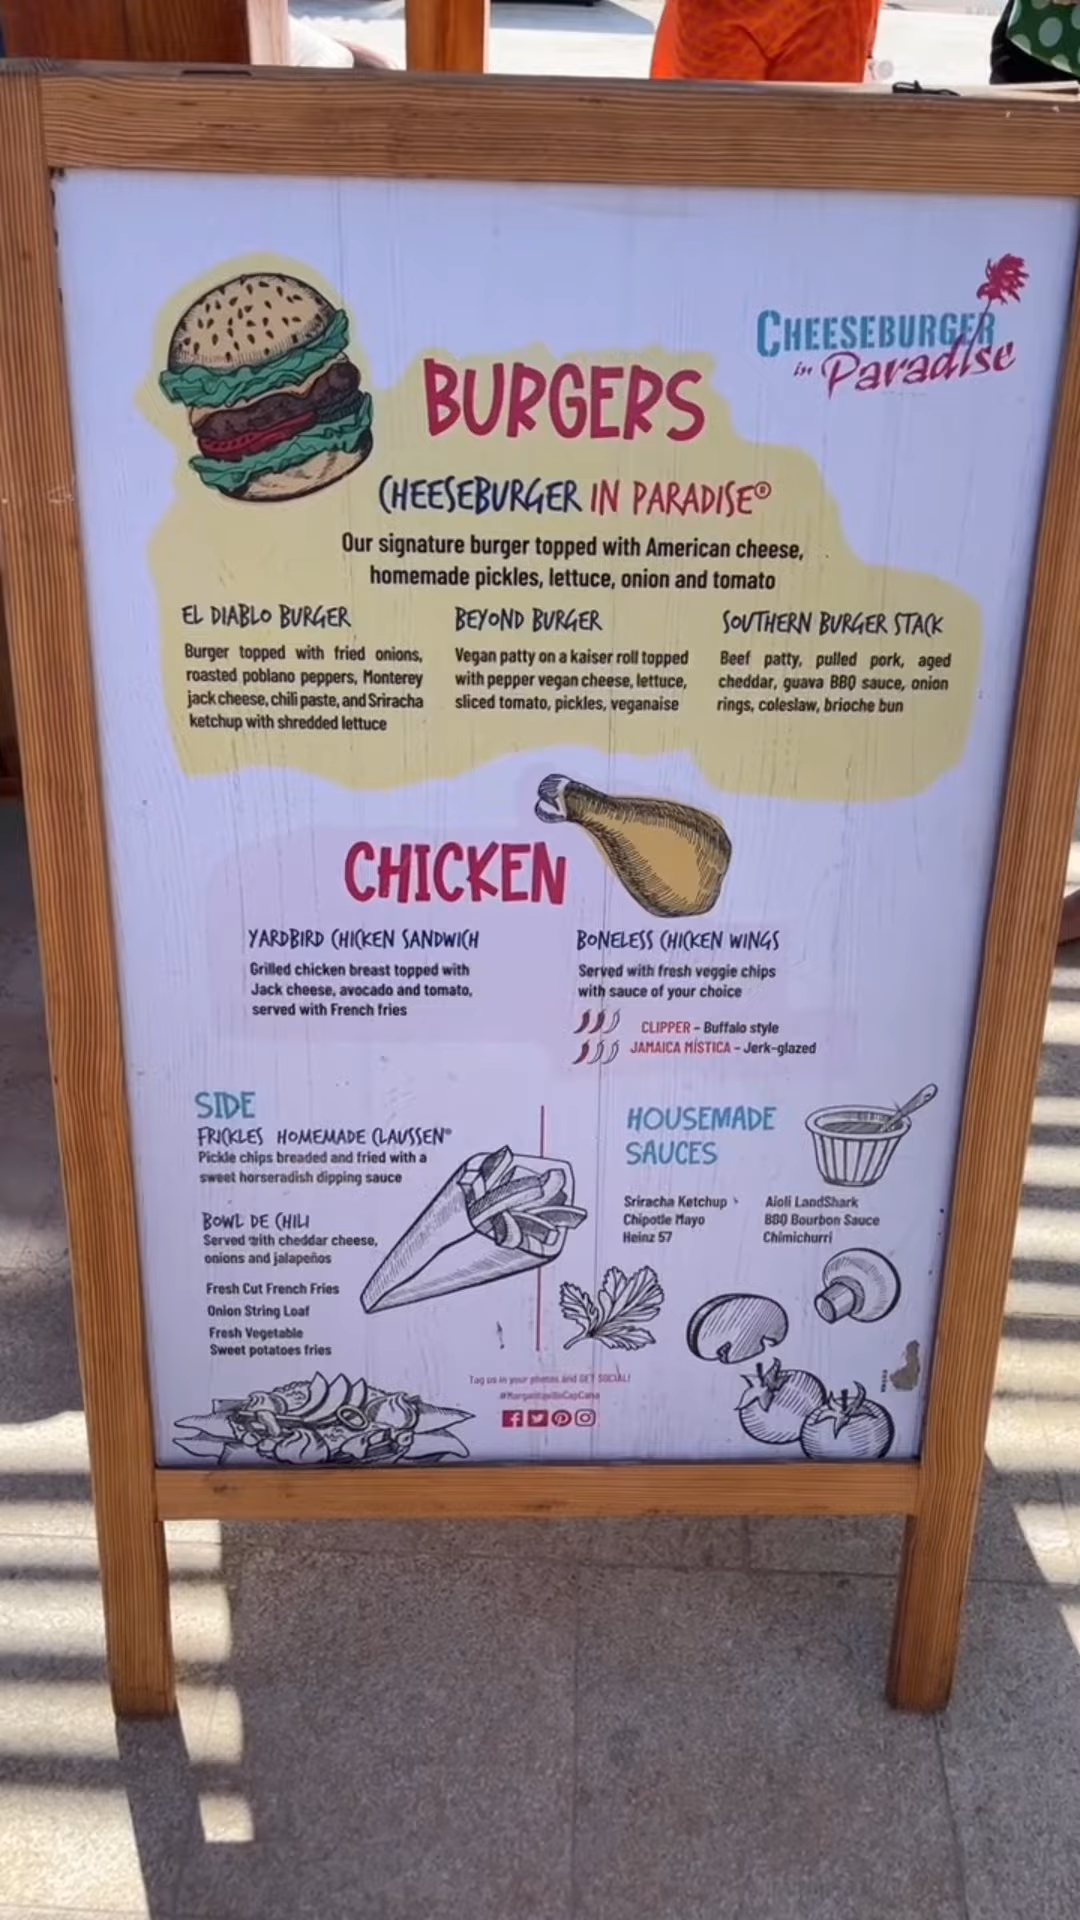 CHEESEBURGER
in Paradise
BURGERS
CHEESEBURGER IN PARADISE®
Our signature burger topped with American cheese,
homemade pickles, lettuce, onion and tomato
EL DIABLO BURGER
Burger topped with fried onions,
roasted poblano peppers, Monterey
jack cheese, chili paste, and Sriracha
ketchup with shredded lettuce
BEYOND BURGER
Vegan patty on a kaiser roll topped
with pepper vegan cheese, lettuce,
sliced tomato, pickles, veganaise
SOUTHERN BURGER STACK
Beef patty, pulled pork, aged
cheddar, guava BBQ sauce, onion
rings, coleslaw, brioche bun
CHICKEN
YARDBIRD CHICKEN SANDWICH
Grilled chicken breast topped with
Jack cheese, avocado and tomato,
served with French fries
BONELESS CHICKEN WINGS
Served with fresh veggie chips
with sauce of your choice
CLIPPER - Buffalo style
JAMAICA MÍSTICA - Jerk-glazed
SIDE
FRICKLES HOMEMADE CLAUSSEN®
Pickle chips breaded and fried with a
sweet horseradish dipping sauce
BOWL DE CHILI
Served with cheddar cheese,
onions and jalapeños
Fresh Cut French Fries
Onion String Loaf
Fresh Vegetable
Sweet potatoes fries
HOUSEMADE
SAUCES
Sriracha Ketchup
Chipotle Mayo
Heinz 57
Aioli LandShark
BBQ Bourbon Sauce
Chimichurri
Tag us in your photos and GET SOCIAL!
#MargaritavilleCapCana